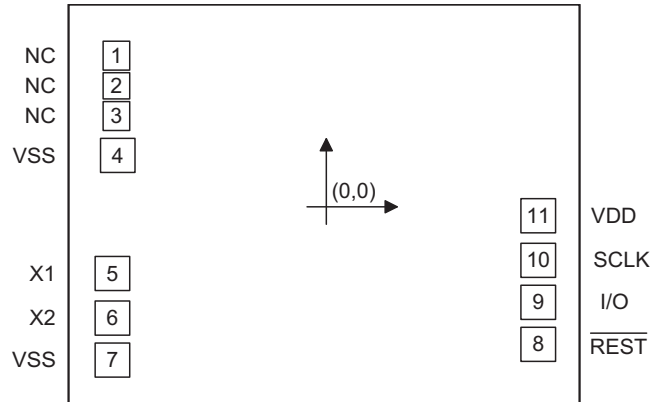 NC 1
NC 2
NC 3
VSS 4
(0,0)
11 VDD
10 SCLK
X1 5
9 I/O
X2 6
8 REST
VSS 7